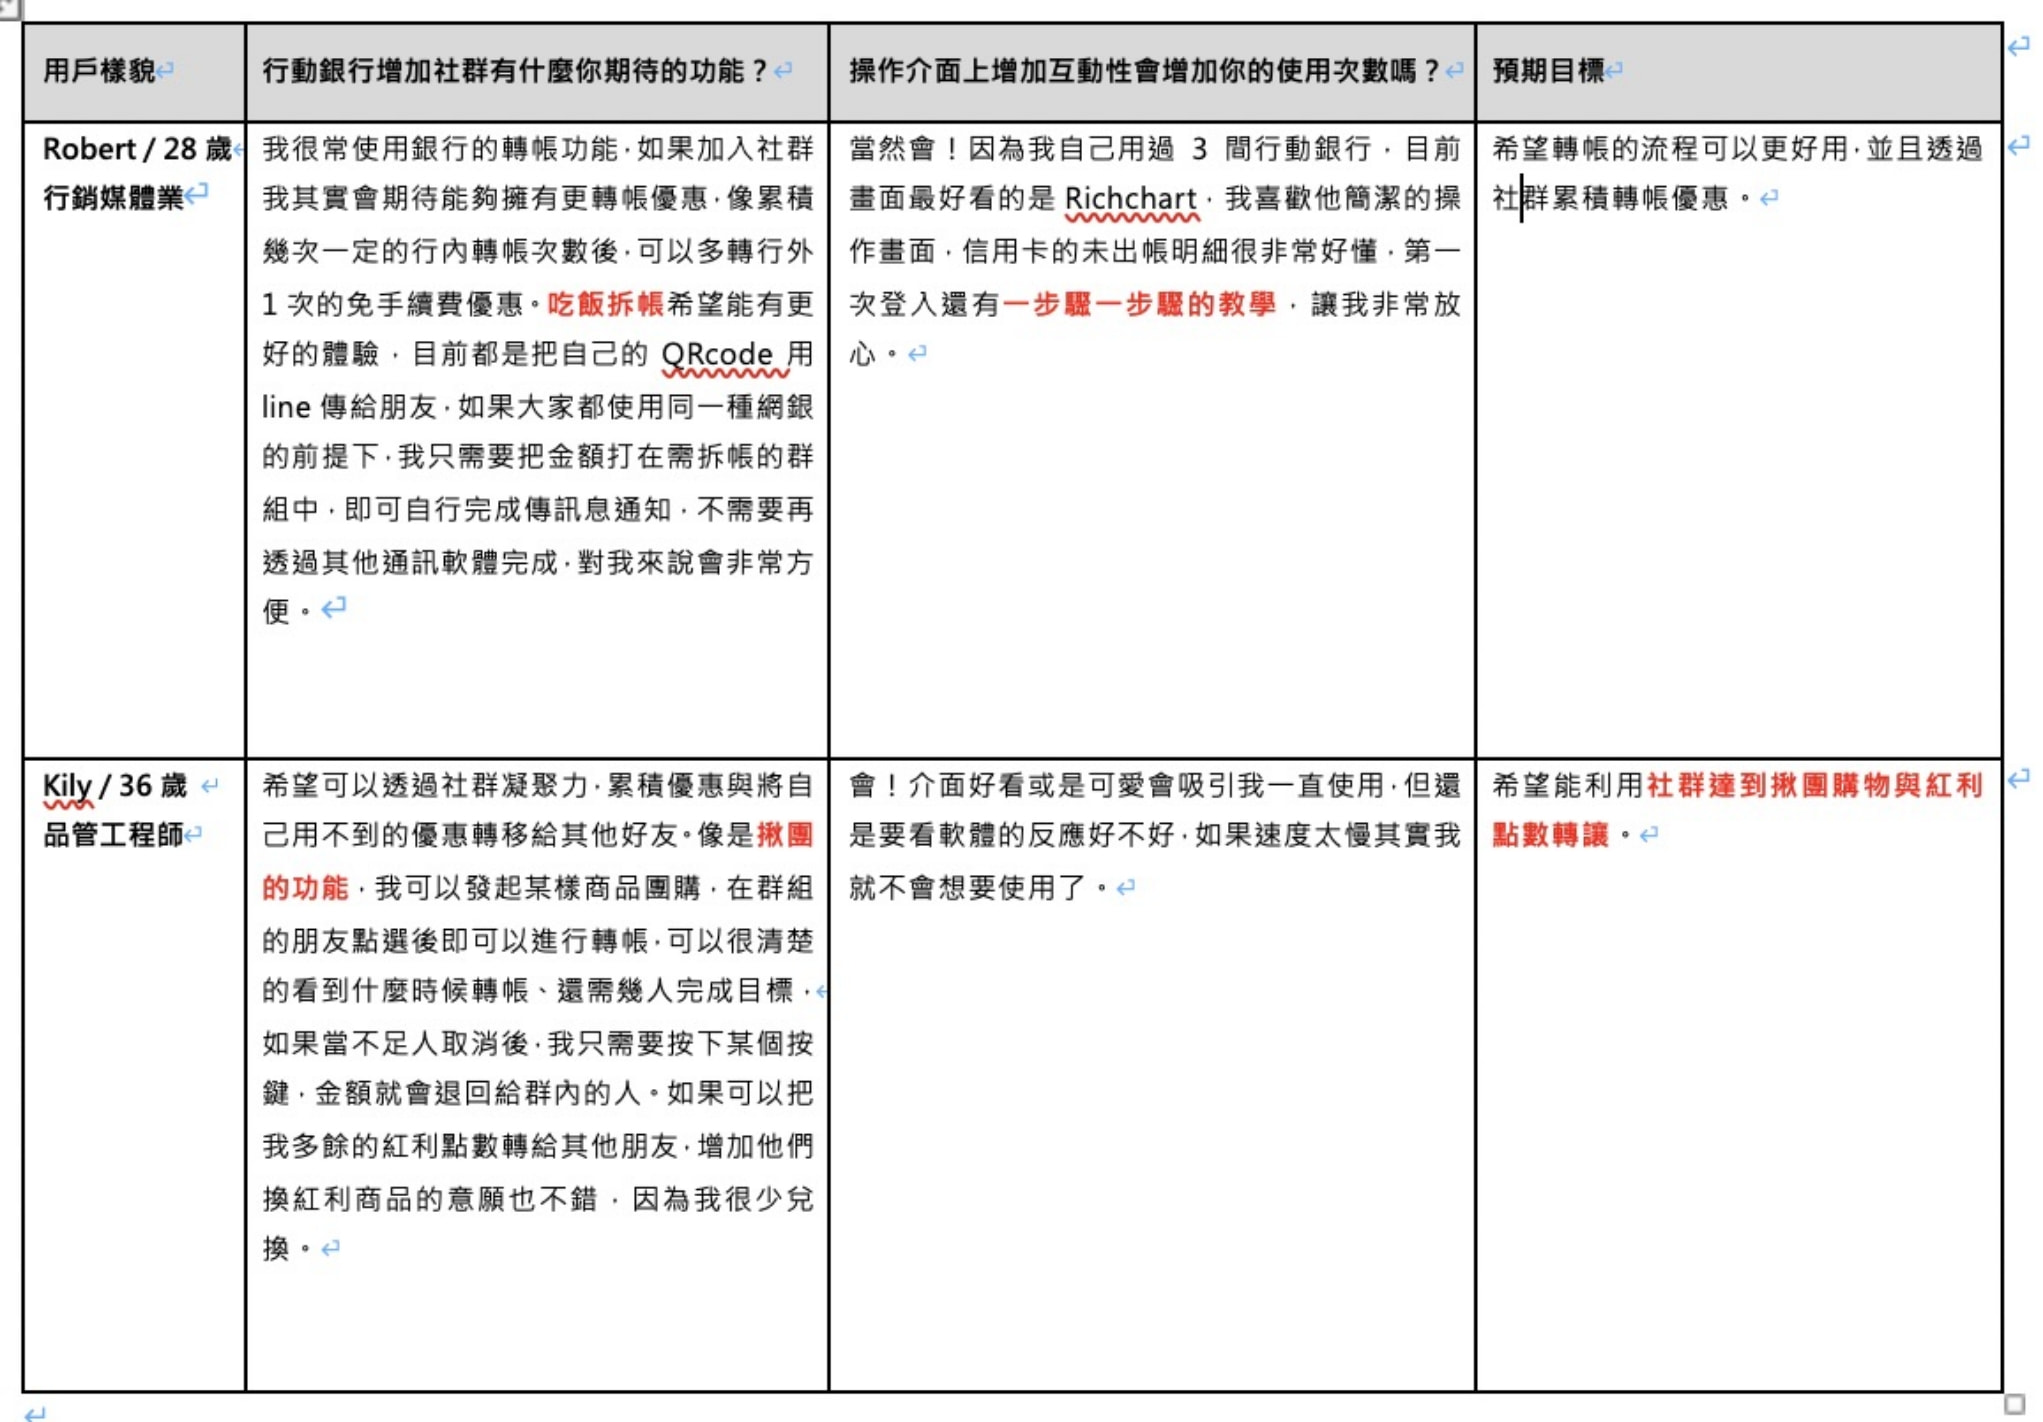 用戶樣貌
行動銀行增加社群有什麼你期待的功能？
操作介面上增加互動性會增加你的使用次數嗎？
預期目標
Robert / 28 歲
行銷媒體業
我很常使用銀行的轉帳功能，如果加入社群
我其實會期待能夠擁有更轉帳優惠，像累積
幾次一定的行內轉帳次數後，可以多轉行外
1 次的免手續費優惠。吃飯拆帳希望能有更
好的體驗，目前都是把自己的 QRcode 用
line 傳給朋友，如果大家都使用同一種網銀
的前提下，我只需要把金額打在需拆帳的群
組中，即可自行完成傳訊息通知，不需要再
透過其他通訊軟體完成，對我來說會非常方
便。
當然會！因為我自己用過 3 間行動銀行，目前
畫面最好看的是 Richchart，我喜歡他簡潔的操
作畫面，信用卡的未出帳明細很非常好懂，第一
次登入還有一步驟一步驟的教學，讓我非常放
心。
希望轉帳的流程可以更好用，並且透過
社群累積轉帳優惠。
Kily / 36 歲
品管工程師
希望可以透過社群凝聚力，累積優惠與將自
己用不到的優惠轉移給其他好友。像是揪團
的功能，我可以發起某樣商品團購，在群組
的朋友點選後即可以進行轉帳，可以很清楚
的看到什麼時候轉帳、還需幾人完成目標，
如果當不足人取消後，我只需要按下某個按
鍵，金額就會退回給群內的人。如果可以把
我多餘的紅利點數轉給其他朋友，增加他們
換紅利商品的意願也不錯，因為我很少兌
換。
會！介面好看或是可愛會吸引我一直使用，但還
是要看軟體的反應好不好，如果速度太慢其實我
就不會想要使用了。
希望能利用社群達到揪團購物與紅利
點數轉讓。